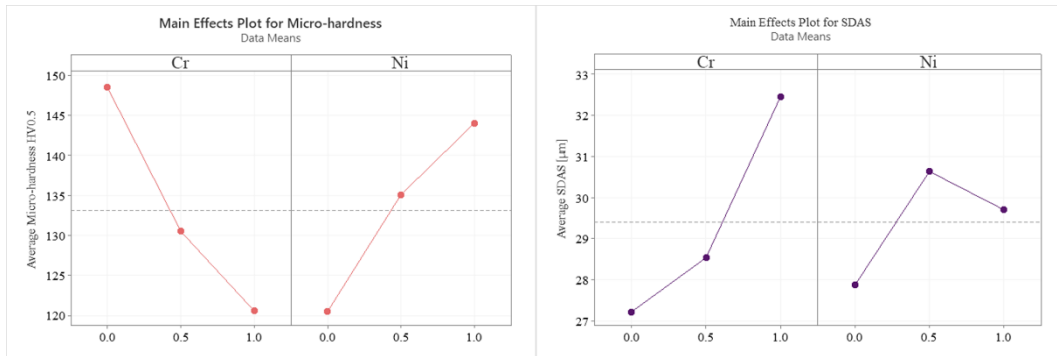 Main Effects Plot for Micro-hardness
Data Means
Cr
Ni
Average Micro-hardness HV0.5
150
145
140
135
130
125
120
0.0 0.5 1.0 0.0 0.5 1.0
Main Effects Plot for SDAS
Data Means
Cr
Ni
Average SDAS [µm]
33
32
31
30
29
28
27
0.0 0.5 1.0 0.0 0.5 1.0